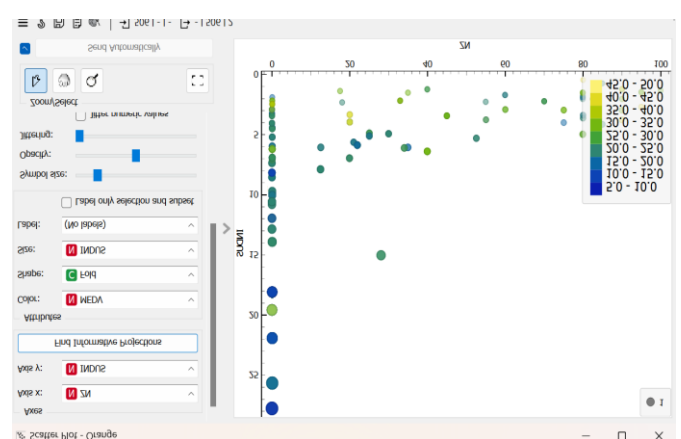 Scatter Plot - Orange
Axes
Axis x: N ZN
Axis y: N INDUS
Find Informative Projections
Attributes
Color: N MEDV
Shape: C Fold
Size: N INDUS
Label: (No labels)
Label only selection and subset
Symbol size:
Opacity:
Jittering:
Jitter numeric values
Zoom/Select
Send Automatically
1
25
20
15
10
5
0
INDUS
5.0 - 10.0
10.0 - 15.0
15.0 - 20.0
20.0 - 25.0
25.0 - 30.0
30.0 - 35.0
35.0 - 40.0
40.0 - 45.0
45.0 - 50.0
0 20 40 60 80 100
ZN